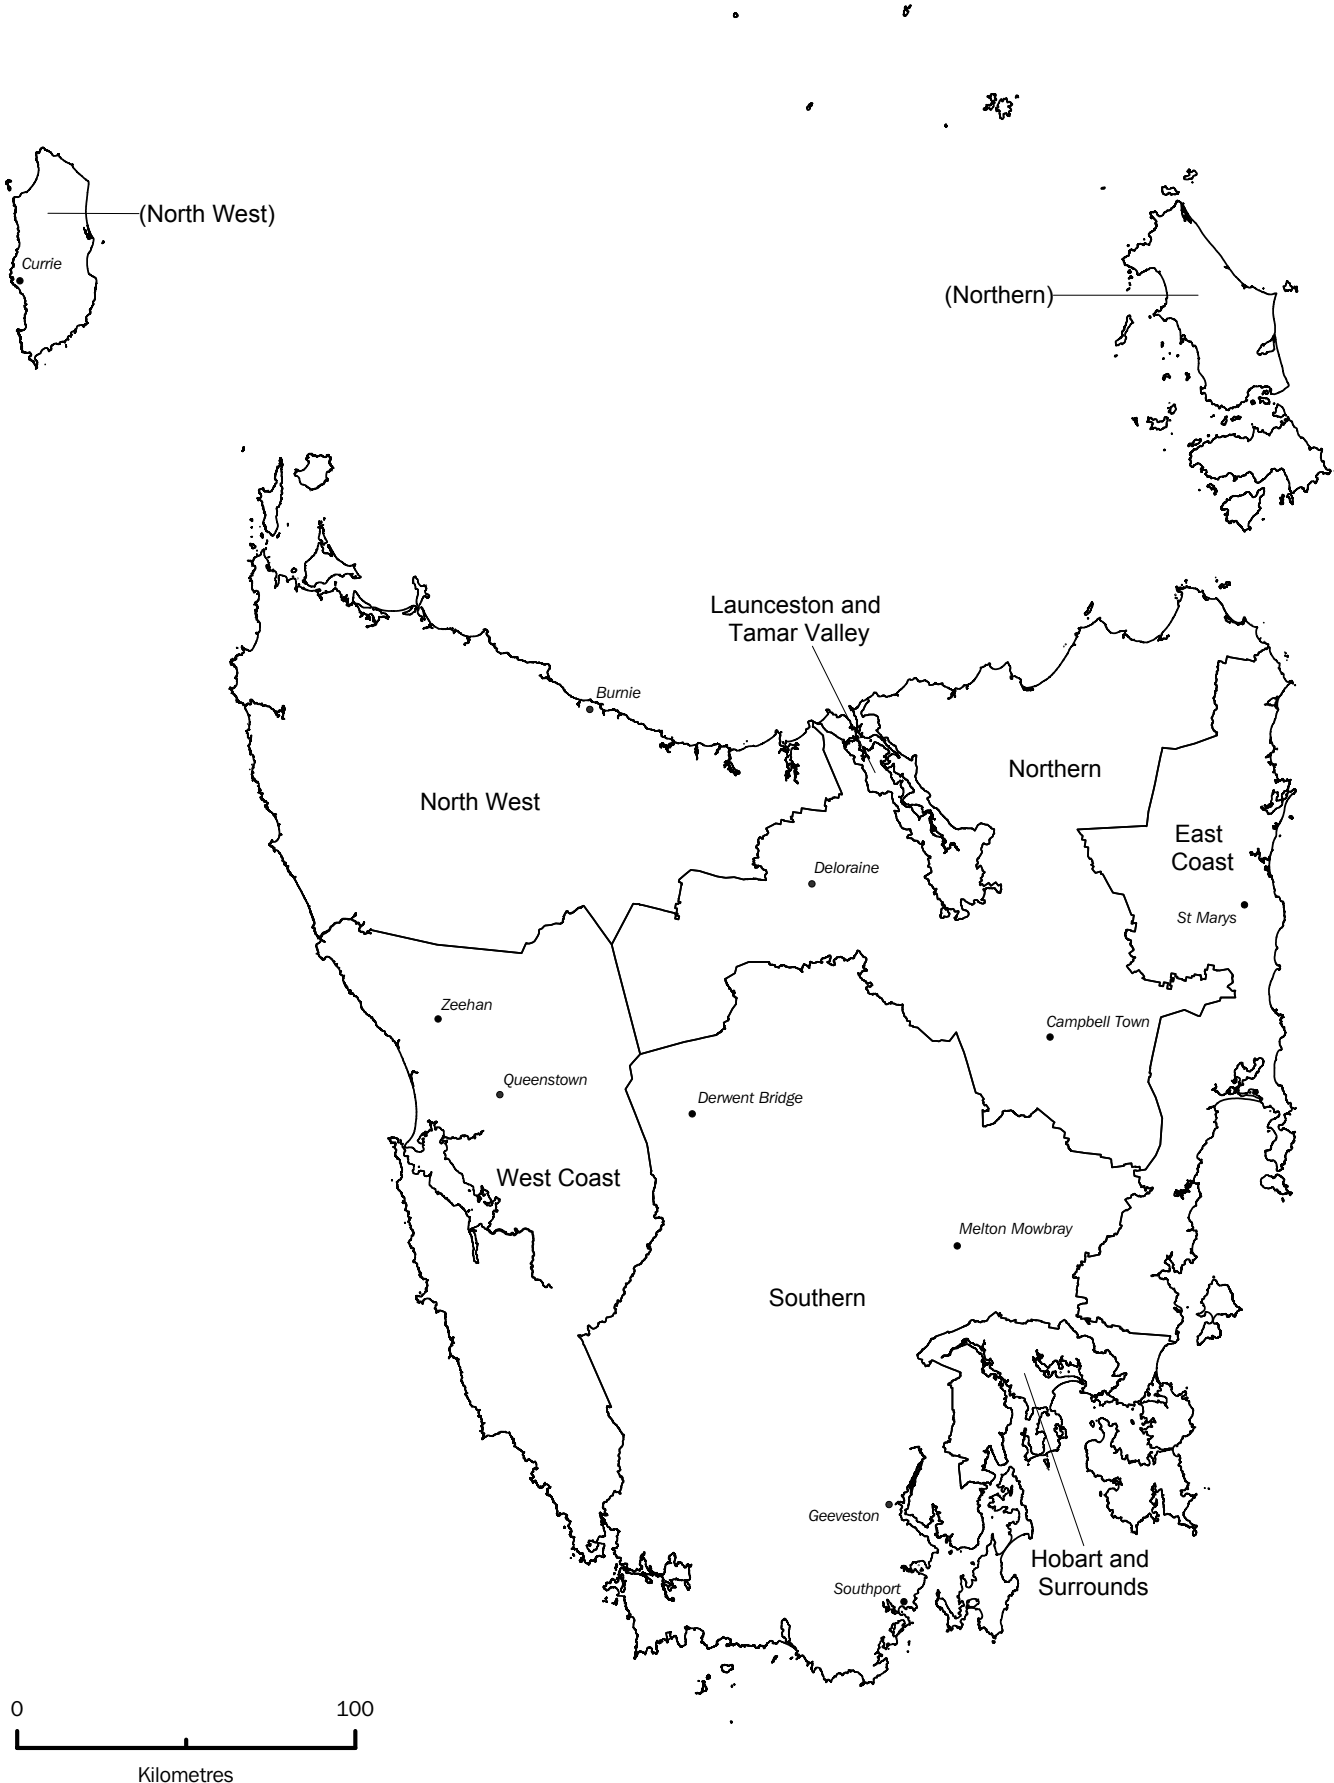 (North West)
Currie
(Northern)
Launceston and
Tamar Valley
Burnie
Northern
North West
East
Coast
Deloraine
St Marys
Zeehan
Campbell Town
Queenstown
Derwent Bridge
West Coast
Melton Mowbray
Southern
Geeveston
Hobart and
Surrounds
Southport
0 100
Kilometres